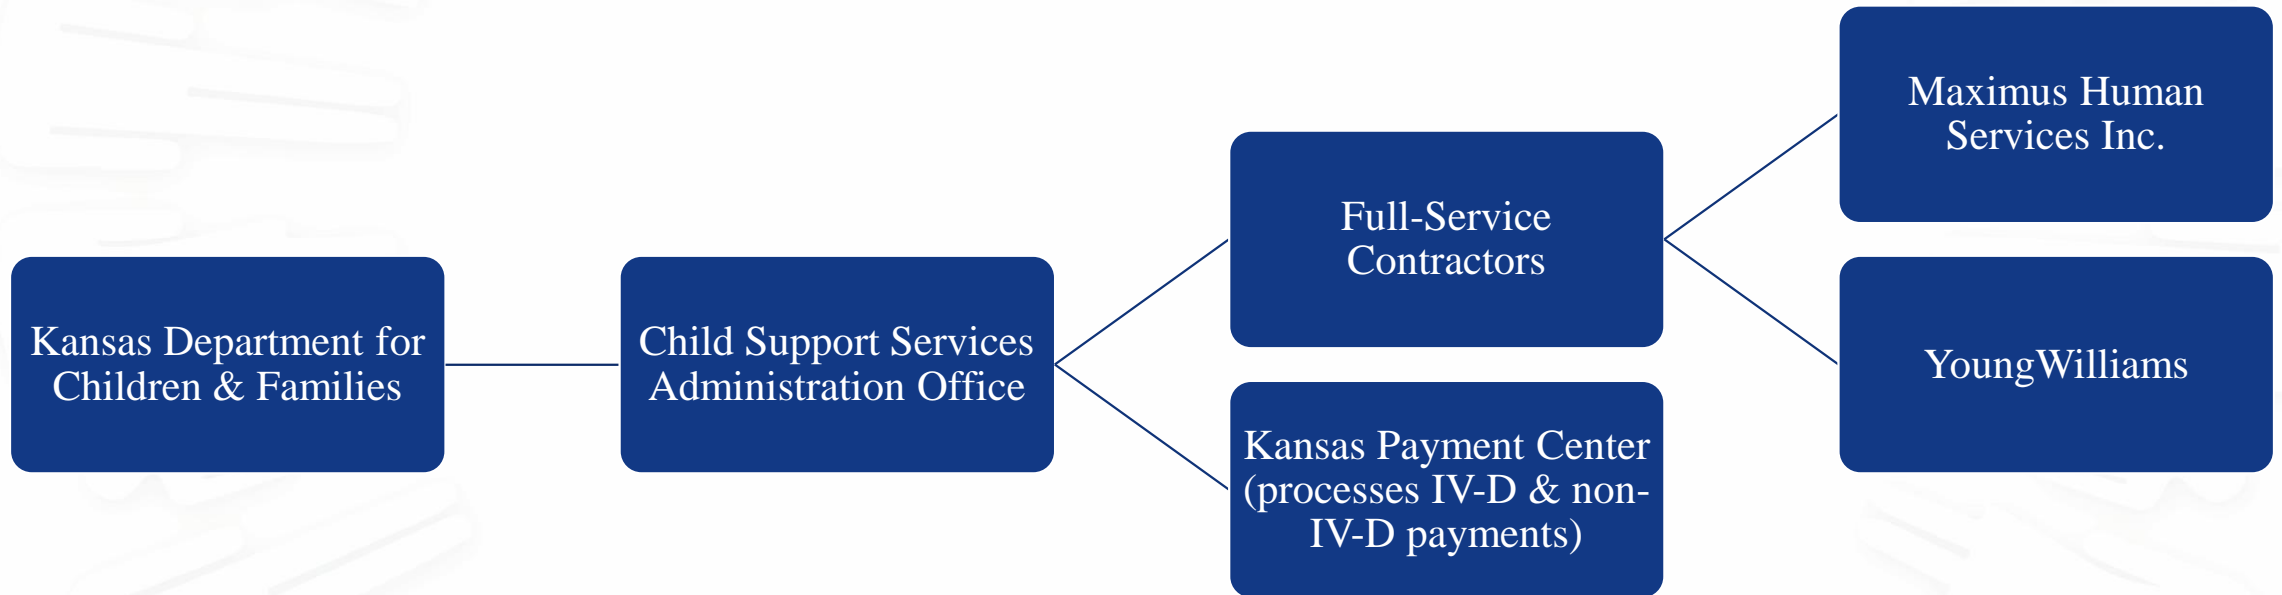 Kansas Department for
Children & Families
Child Support Services
Administration Office
Full-Service
Contractors
Kansas Payment Center
(processes IV-D & non-
IV-D payments)
Maximus Human
Services Inc.
YoungWilliams